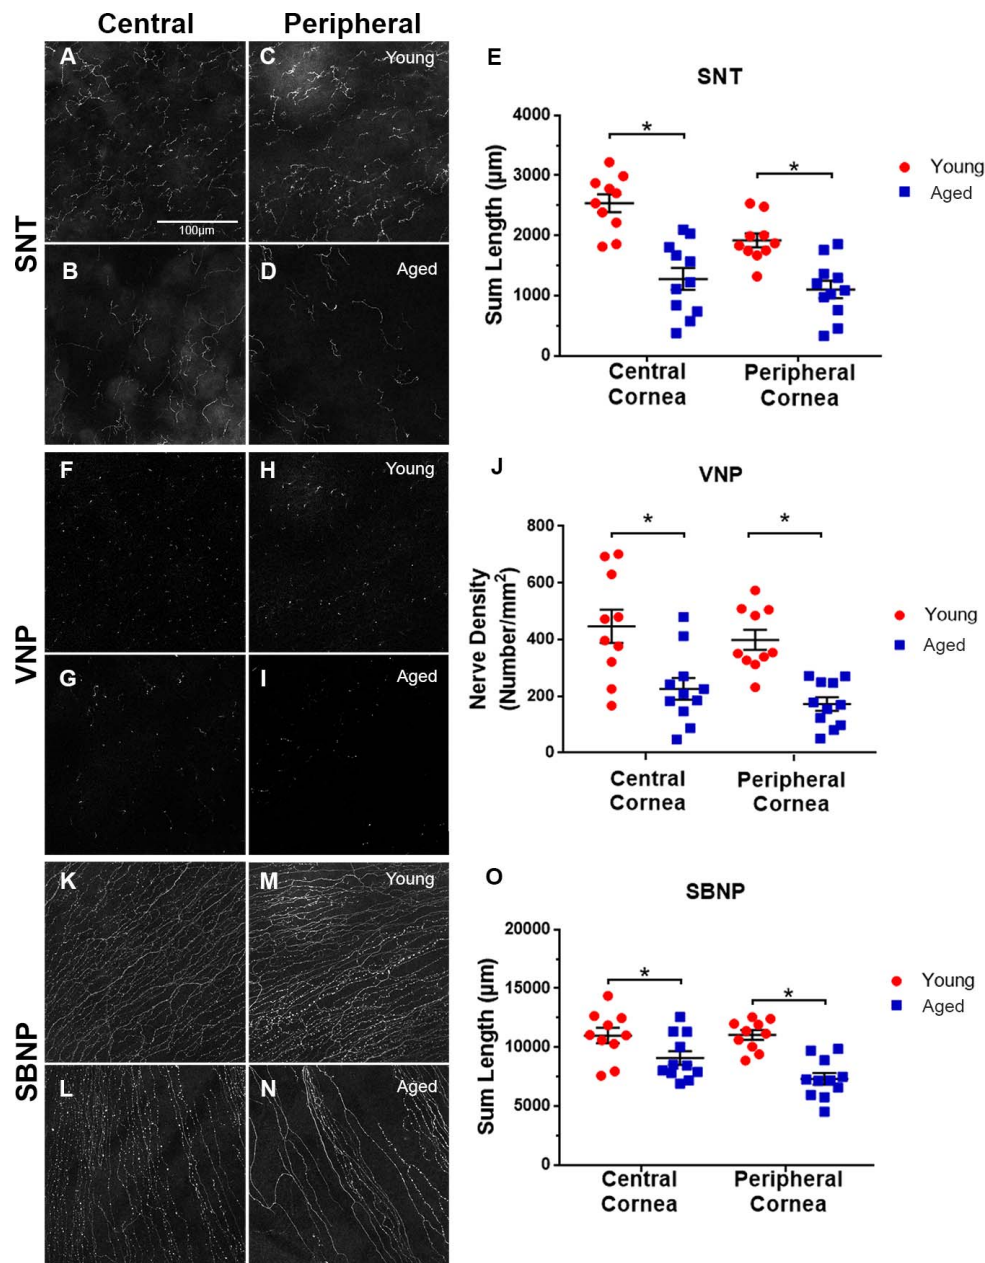 Central Peripheral
A
C
Young
100µm
B
D
Aged
SNT
E
SNT
4000
3000
2000
1000
0
Sum Length (µm)
*
*
Central
Cornea
Peripheral
Cornea
Young
Aged
F
H
Young
G
I
Aged
VNP
J
VNP
800
600
400
200
0
Nerve Density
(Number/mm²)
*
*
Central
Cornea
Peripheral
Cornea
Young
Aged
K
M
Young
L
N
Aged
SBNP
O
SBNP
20000
15000
10000
5000
0
Sum Length (µm)
*
*
Central
Cornea
Peripheral
Cornea
Young
Aged